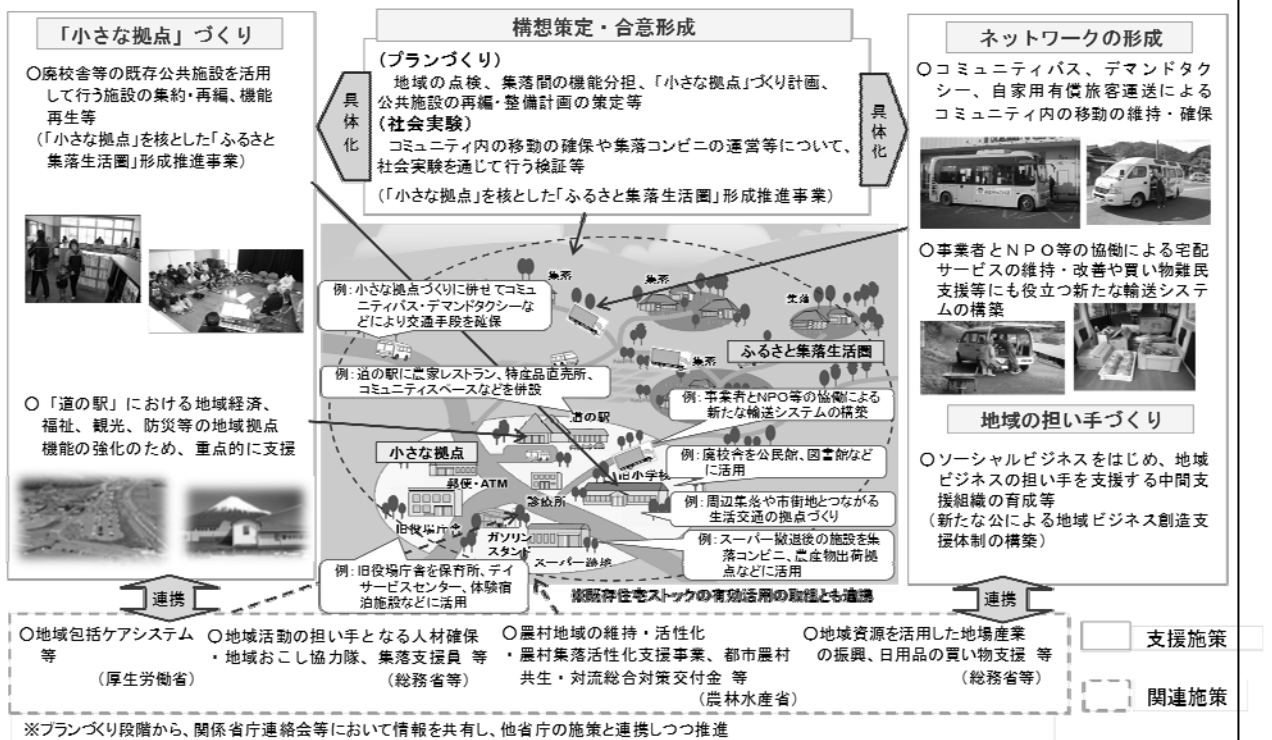 「小さな拠点」づくり
○廃校舎等の既存公共施設を活用
して行う施設の集約・再編、機能
再生等
(「小さな拠点」を核とした「ふるさと
集落生活圏」形成推進事業)
○「道の駅」における地域経済、
福祉、観光、防災等の地域拠点
機能の強化のため、重点的に支援
構想策定・合意形成
(プランづくり)
地域の点検、集落間の機能分担、「小さな拠点」づくり計画、
公共施設の再編・整備計画の策定等
(社会実験)
コミュニティ内の移動の確保や集落コンビニの運営等について、
社会実験を通じて行う検証等
(「小さな拠点」を核とした「ふるさと集落生活圏」形成推進事業)
具体化
具体化
ネットワークの形成
○コミュニティバス、デマンドタク
シー、自家用有償旅客運送による
コミュニティ内の移動の維持・確保
○事業者とNPO等の協働による宅配
サービスの維持・改善や買い物難民
支援等にも役立つ新たな輸送システ
ムの構築
地域の担い手づくり
○ソーシャルビジネスをはじめ、地域
ビジネスの担い手を支援する中間支
援組織の育成等
(新たな公による地域ビジネス創造支
援体制の構築)
集落
集落
集落
集落
例:小さな拠点づくりに併せてコミュ
ニティバス・デマンドタクシーな
どにより交通手段を確保
ふるさと集落生活圏
例:道の駅に農家レストラン、特産品直売所、
コミュニティスペースなどを併設
例:事業者とNPO等の協働による
新たな輸送システムの構築
道の駅
小さな拠点
例:廃校舎を公民館、図書館など
に活用
旧小学校
郵便・ATM
診療所
例:周辺集落や市街地とつながる
生活交通の拠点づくり
旧役場庁舎
ガソリン
スタンド
スーパー跡地
例:スーパー撤退後の施設を集
落コンビニ、農産物出荷拠
点などに活用
例:旧役場庁舎を保育所、デイ
サービスセンター、体験宿
泊施設などに活用
※既存住宅ストックの有効活用の取組とも連携
連携
連携
○地域包括ケアシステム
等
(厚生労働省)
○地域活動の担い手となる人材確保
・地域おこし協力隊、集落支援員 等
(総務省等)
○農村地域の維持・活性化
・農村集落活性化支援事業、都市農村
共生・対流総合対策交付金 等
(農林水産省)
○地域資源を活用した地場産業
の振興、日用品の買い物支援 等
(総務省等)
支援施策
関連施策
※プランづくり段階から、関係省庁連絡会等において情報を共有し、他省庁の施策と連携しつつ推進